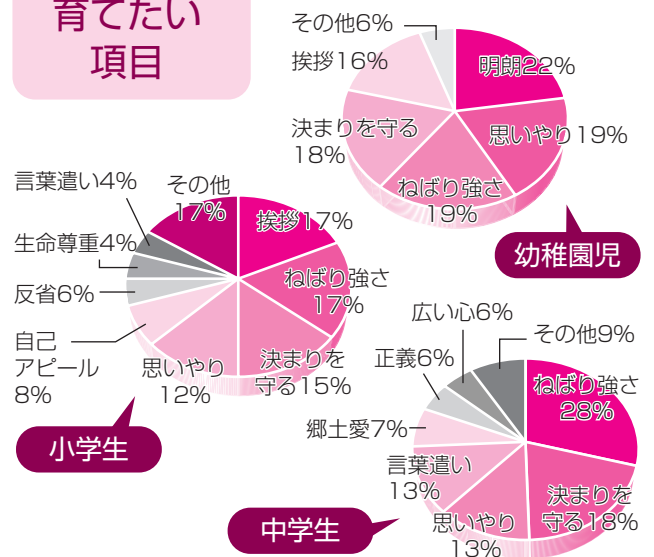 育てたい
項目
その他6%
挨拶16%
明朗22%
決まりを守る
18%
思いやり19%
ねばり強さ
19%
幼稚園児
言葉遣い4%
その他
17%
挨拶17%
生命尊重4%
ねばり強さ
17%
反省6%
自己
アピール
8%
思いやり
12%
決まりを
守る15%
小学生
広い心6%
その他9%
正義6%
ねばり強さ
28%
郷土愛7%
言葉遣い
13%
決まりを
守る18%
思いやり
13%
中学生